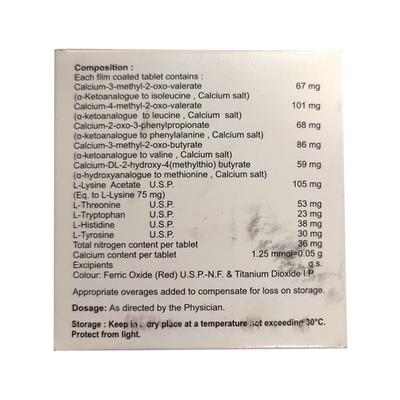 Composition :
Each film coated tablet contains :
Calcium-3-methyl-2-oxo-valerate 67 mg
(α-Ketoanalogue to isoleucine , Calcium salt)
Calcium-4-methyl-2-oxo-valerate 101 mg
(α-ketoanalogue to leucine , Calcium salt)
Calcium-2-oxo-3-phenylpropionate 68 mg
(α-ketoanalogue to phenylalanine , Calcium salt)
Calcium-3-methyl-2-oxo-butyrate 86 mg
(α-ketoanalogue to valine , Calcium salt)
Calcium-DL-2-hydroxy-4(methylthio) butyrate 59 mg
(α-hydroxyanalogue to methionine , Calcium salt)
L-Lysine Acetate U.S.P. 105 mg
(Eq. to L-Lysine 75 mg)
L-Threonine U.S.P. 53 mg
L-Tryptophan U.S.P. 23 mg
L-Histidine U.S.P. 38 mg
L-Tyrosine U.S.P. 30 mg
Total nitrogen content per tablet 36 mg
Calcium content per tablet 1.25 mmol=0.05 g
Excipients q.s.
Colour: Ferric Oxide (Red) U.S.P.-N.F. & Titanium Dioxide I.P.
Appropriate overages added to compensate for loss on storage.
Dosage: As directed by the Physician.
Storage : Keep in a dry place at a temperature not exceeding 30°C.
Protect from light.